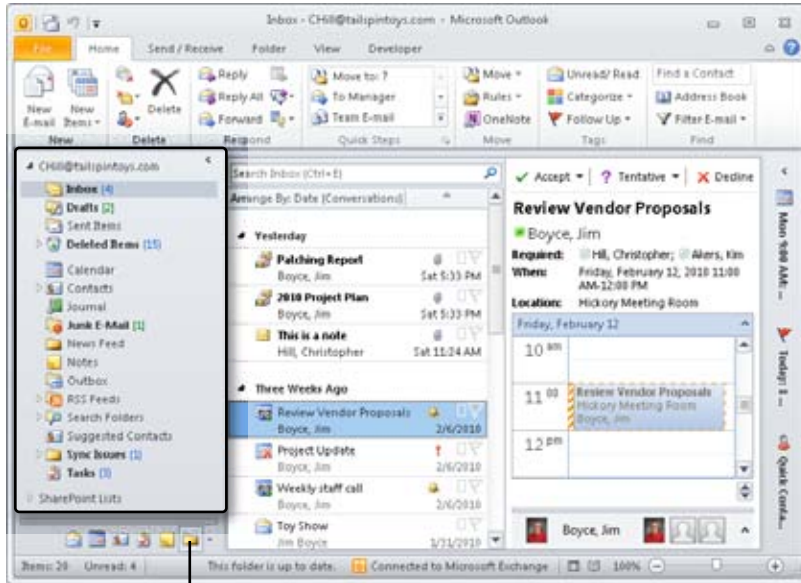 Inbox - CHill@tailspintoys.com - Microsoft Outlook
File Home Send / Receive Folder View Developer
New E-mail
New Items
Delete
Reply
Reply All
Forward
Move to: ?
To Manager
Team E-mail
Move
Rules
OneNote
Unread/ Read
Categorize
Follow Up
Find a Contact
Address Book
Filter E-mail
New Delete Respond Quick Steps Move Tags Find
CHill@tailspintoys.com
Inbox (4)
Drafts [2]
Sent Items
Deleted Items (15)
Calendar
Contacts
Journal
Junk E-Mail [1]
News Feed
Notes
Outbox
RSS Feeds
Search Folders
Suggested Contacts
Sync Issues (1)
Tasks (3)
SharePoint Lists
Search Inbox (Ctrl+E)
Arrange By: Date (Conversations)
Yesterday
Patching Report
Boyce, Jim Sat 5:33 PM
2010 Project Plan
Boyce, Jim Sat 5:33 PM
This is a note
Hill, Christopher Sat 11:24 AM
Three Weeks Ago
Review Vendor Proposals
Boyce, Jim 2/6/2010
Project Update
Boyce, Jim 2/6/2010
Weekly staff call
Boyce, Jim 2/6/2010
Toy Show
Jim Boyce 1/31/2010
Accept ? Tentative Decline
Review Vendor Proposals
Boyce, Jim
Required: Hill, Christopher; Akers, Kim
When: Friday, February 12, 2010 11:00
AM-12:00 PM
Location: Hickory Meeting Room
Friday, February 12
10 am
11 00
Review Vendor Proposals
Hickory Meeting Room
Boyce, Jim
12 pm
Boyce, Jim
Mon 9:00 AM: ...
Today: 1 ...
Quick Conta...
Items: 20 Unread: 4 This folder is up to date. Connected to Microsoft Exchange 100%